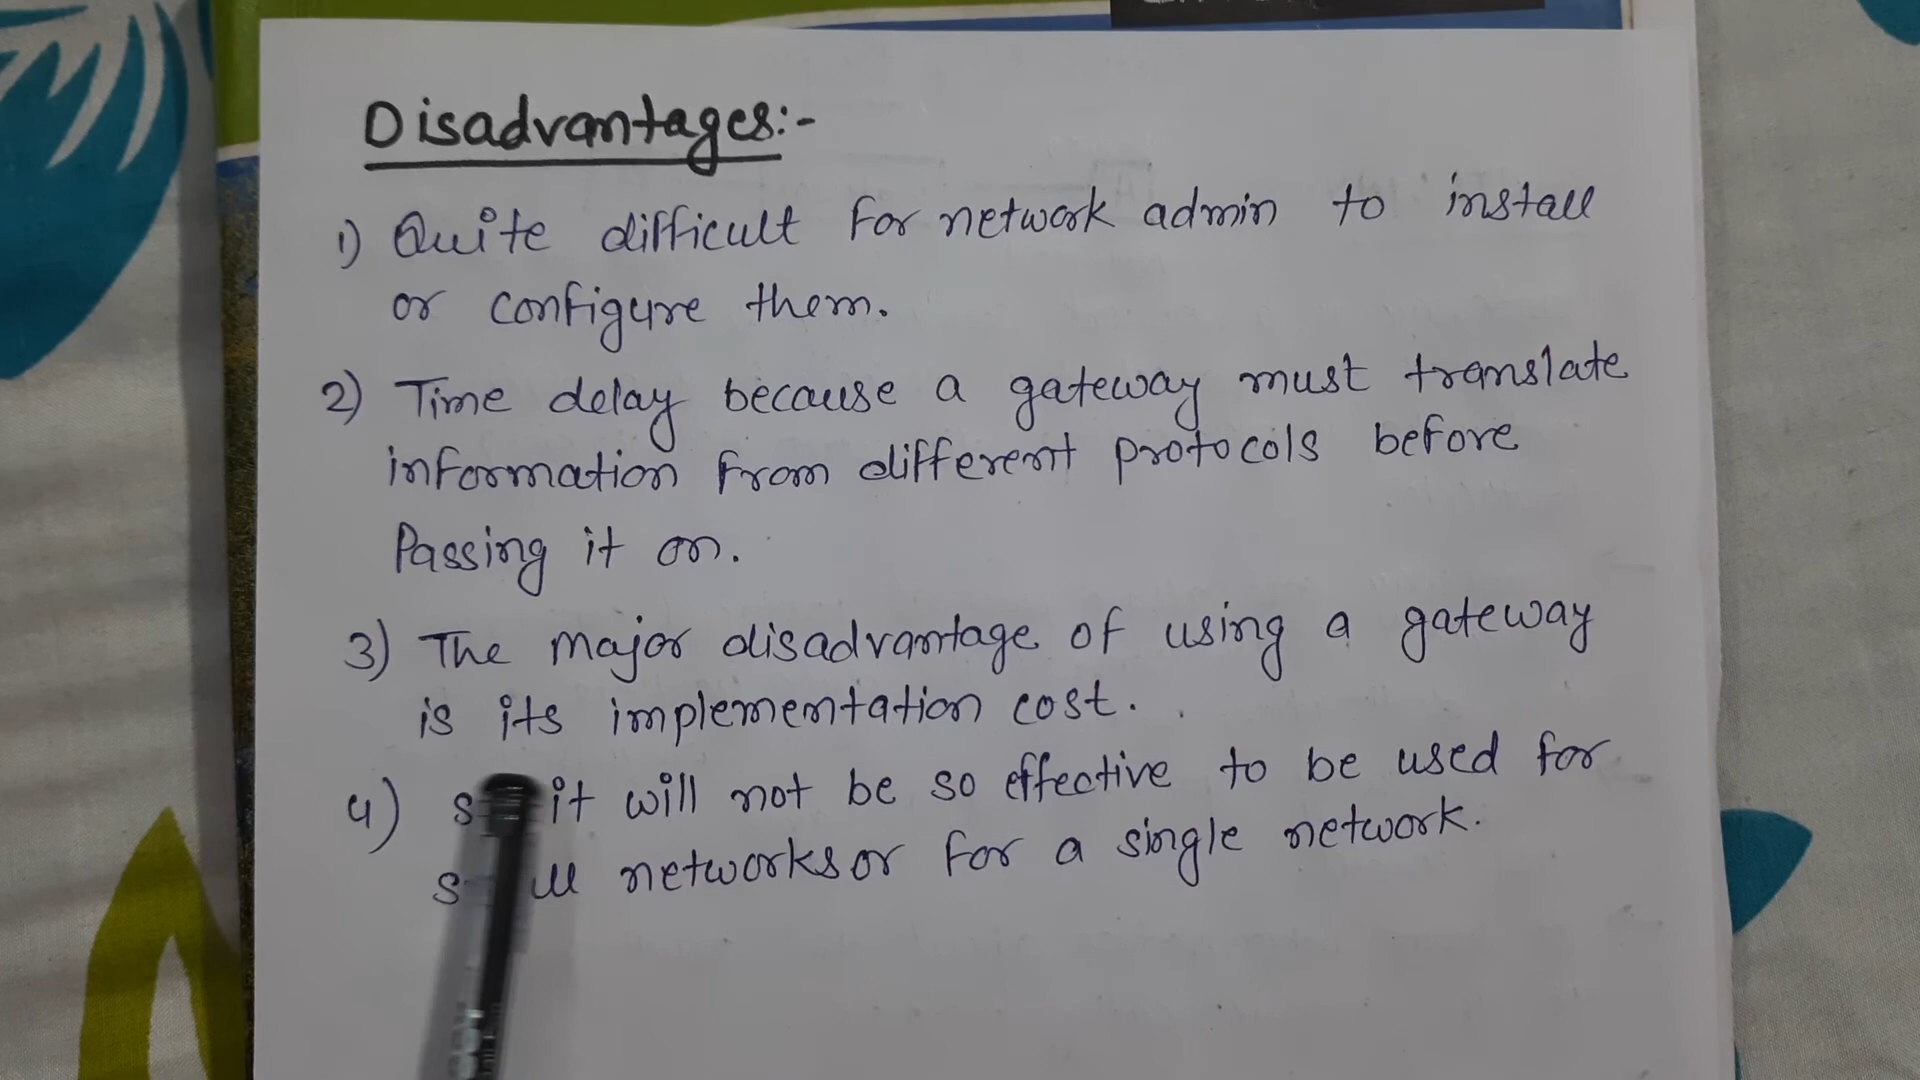 Disadvantages:-
1) Quite difficult for network admin to install
or configure them.
2) Time delay because a gateway must translate
information from different protocols before
Passing it on.
3) The major disadvantage of using a gateway
is its implementation cost.
4) it will not be so effective to be used for
networks or for a single network.